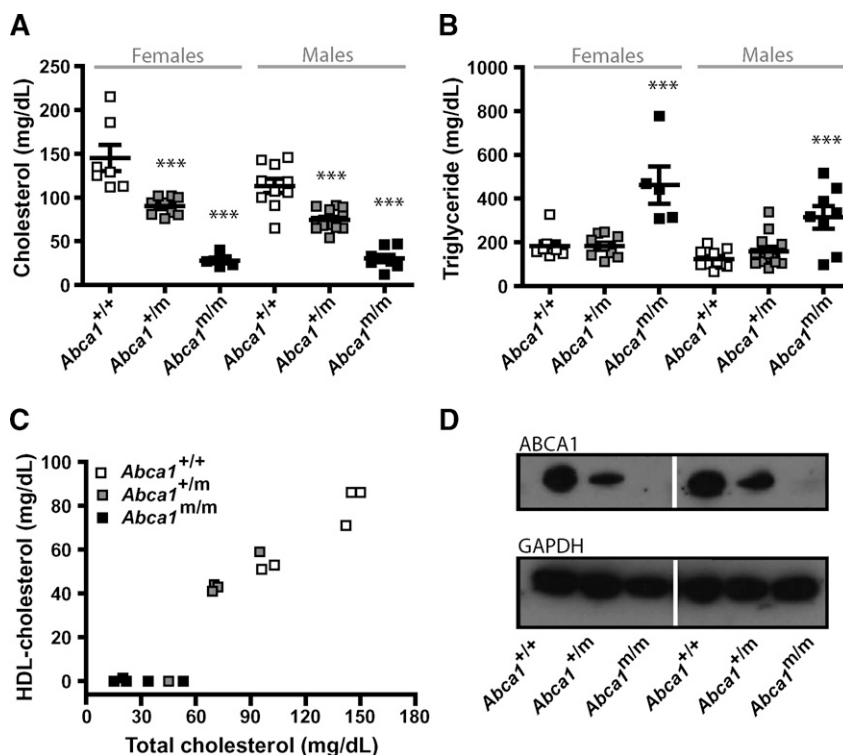 A
Females Males
Cholesterol (mg/dL)
250
200
150
100
50
0
*** *** *** ***
Abca1+/+ Abca1+/m Abca1m/m Abca1+/+ Abca1+/m Abca1m/m
B
Females Males
Triglyceride (mg/dL)
1000
800
600
400
200
0
*** ***
Abca1+/+ Abca1+/m Abca1m/m Abca1+/+ Abca1+/m Abca1m/m
C
HDL-cholesterol (mg/dL)
100
80
60
40
20
0
Abca1+/+
Abca1+/m
Abca1m/m
0 30 60 90 120 150 180
Total cholesterol (mg/dL)
D
ABCA1
GAPDH
Abca1+/+ Abca1+/m Abca1m/m Abca1+/+ Abca1+/m Abca1m/m